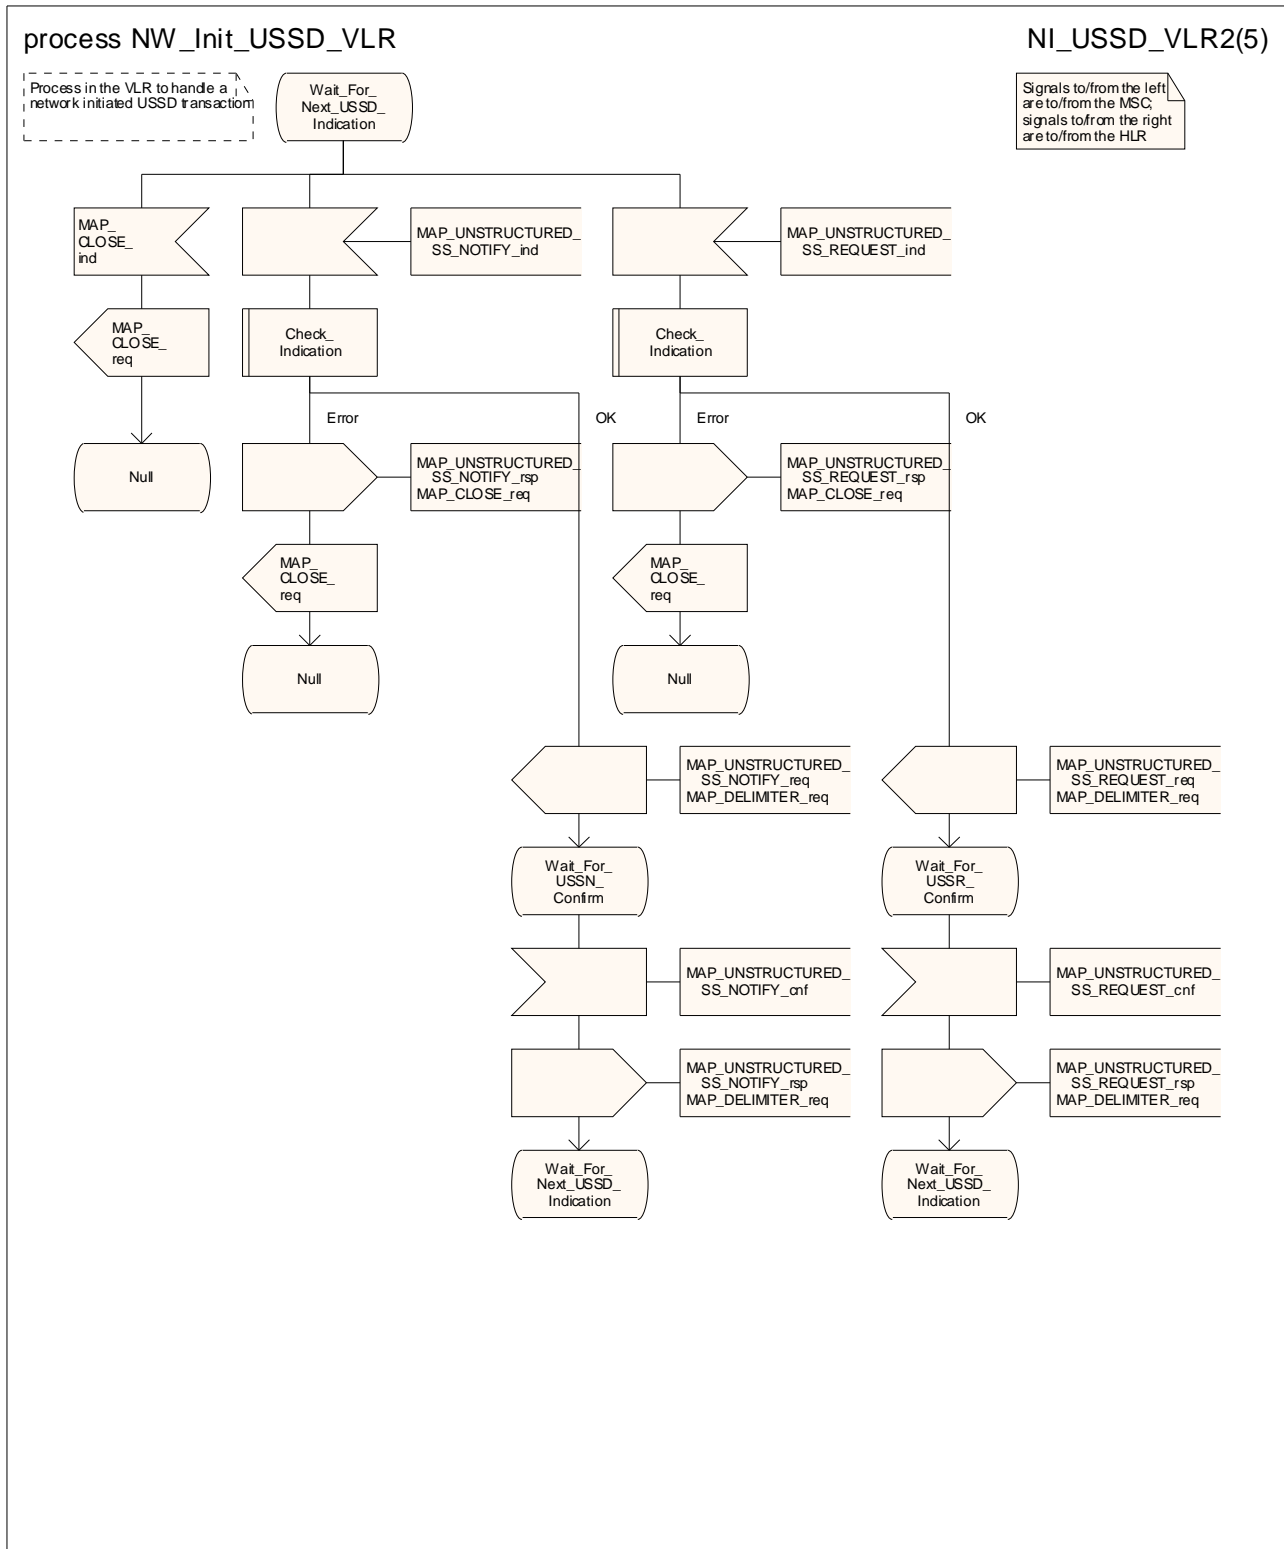 process NW_Init_USSD_VLR
NI_USSD_VLR2(5)
Process in the VLR to handle a
network initiated USSD transaction
Wait_For_
Next_USSD_
Indication
Signals to/from the left
are to/from the MSC;
signals to/from the right
are to/from the HLR
MAP_
CLOSE_
ind
MAP_UNSTRUCTURED_
SS_NOTIFY_ind
MAP_UNSTRUCTURED_
SS_REQUEST_ind
MAP_
CLOSE_
req
Check_
Indication
Check_
Indication
Error
OK
Error
OK
Null
MAP_UNSTRUCTURED_
SS_NOTIFY_rsp
MAP_CLOSE_req
MAP_UNSTRUCTURED_
SS_REQUEST_rsp
MAP_CLOSE_req
MAP_
CLOSE_
req
MAP_
CLOSE_
req
Null
Null
MAP_UNSTRUCTURED_
SS_NOTIFY_req
MAP_DELIMITER_req
MAP_UNSTRUCTURED_
SS_REQUEST_req
MAP_DELIMITER_req
Wait_For_
USSN_
Confirm
Wait_For_
USSR_
Confirm
MAP_UNSTRUCTURED_
SS_NOTIFY_cnf
MAP_UNSTRUCTURED_
SS_REQUEST_cnf
MAP_UNSTRUCTURED_
SS_NOTIFY_rsp
MAP_DELIMITER_req
MAP_UNSTRUCTURED_
SS_REQUEST_rsp
MAP_DELIMITER_req
Wait_For_
Next_USSD_
Indication
Wait_For_
Next_USSD_
Indication